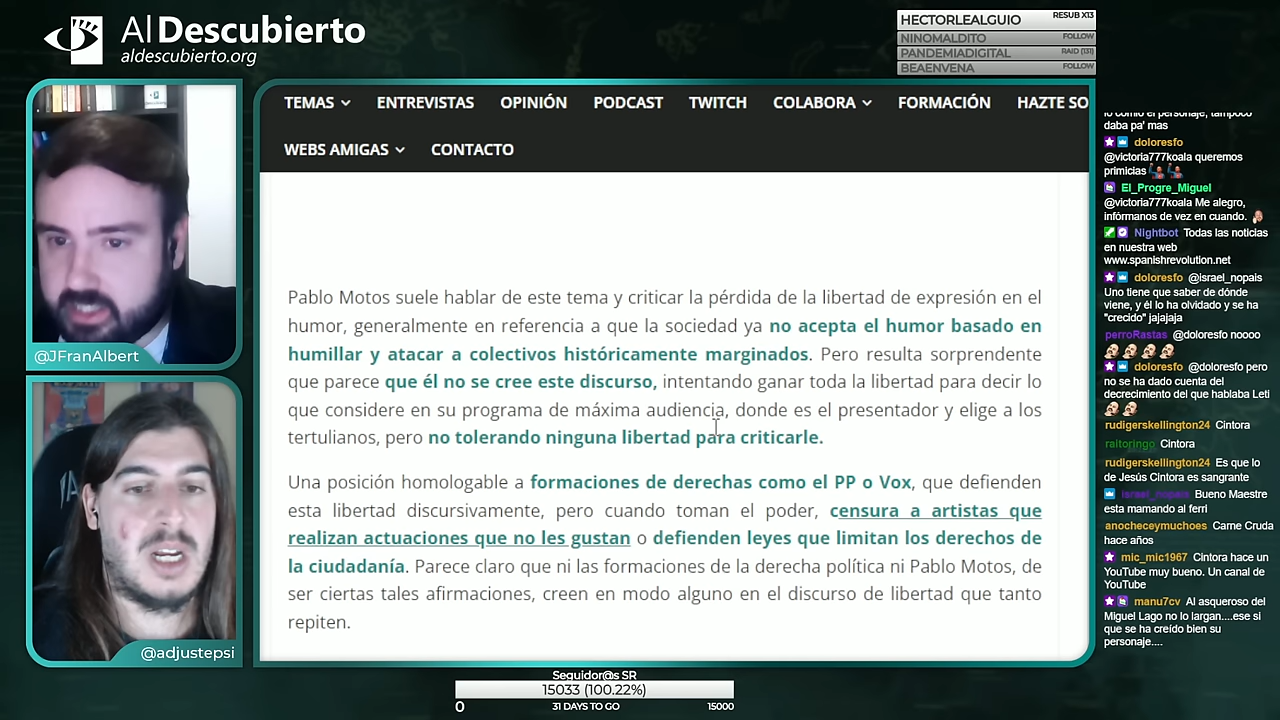 Al Descubierto
aldescubierto.org
HECTORLEALGUIO RESUB X13
NINOMALDITO FOLLOW
PANDEMIADIGITAL RAID (131)
BEAENVENA FOLLOW
TEMAS ENTREVISTAS OPINIÓN PODCAST TWITCH COLABORA FORMACIÓN HAZTE SO
WEBS AMIGAS CONTACTO
@JFranAlbert
@adjustepsi
Pablo Motos suele hablar de este tema y criticar la pérdida de la libertad de expresión en el
humor, generalmente en referencia a que la sociedad ya no acepta el humor basado en
humillar y atacar a colectivos históricamente marginados. Pero resulta sorprendente
que parece que él no se cree este discurso, intentando ganar toda la libertad para decir lo
que considere en su programa de máxima audiencia, donde es el presentador y elige a los
tertulianos, pero no tolerando ninguna libertad para criticarle.
Una posición homologable a formaciones de derechas como el PP o Vox, que defienden
esta libertad discursivamente, pero cuando toman el poder, censura a artistas que
realizan actuaciones que no les gustan o defienden leyes que limitan los derechos de
la ciudadanía. Parece claro que ni las formaciones de la derecha política ni Pablo Motos, de
ser ciertas tales afirmaciones, creen en modo alguno en el discurso de libertad que tanto
repiten.
lo comió el personaje, tampoco
daba pa' mas
doloresfo
@victoria777koala queremos
primicias
El_Progre_Miguel
@victoria777koala Me alegro,
infórmanos de vez en cuando.
Nightbot Todas las noticias
en nuestra web
www.spanishrevolution.net
doloresfo @israel_nopais
Uno tiene que saber de dónde
viene, y él lo ha olvidado y se ha
"crecido" jajajaja
perroRastas @doloresfo noooo
doloresfo @doloresfo pero
no se ha dado cuenta del
decrecimiento del que hablaba Leti
rudigerskellington24 Cintora
raitoringo Cintora
rudigerskellington24 Es que lo
de Jesús Cintora es sangrante
israel_nopais Bueno Maestre
esta mamando al ferri
anochecey muchoes Carne Cruda
hace años
mic_mic1967 Cintora hace un
YouTube muy bueno. Un canal de
YouTube
manu7cv Al asqueroso del
Miguel Lago no lo largan....ese si
que se ha creído bien su
personaje....
Seguidor@s SR
15033 (100.22%)
0 31 DAYS TO GO 15000